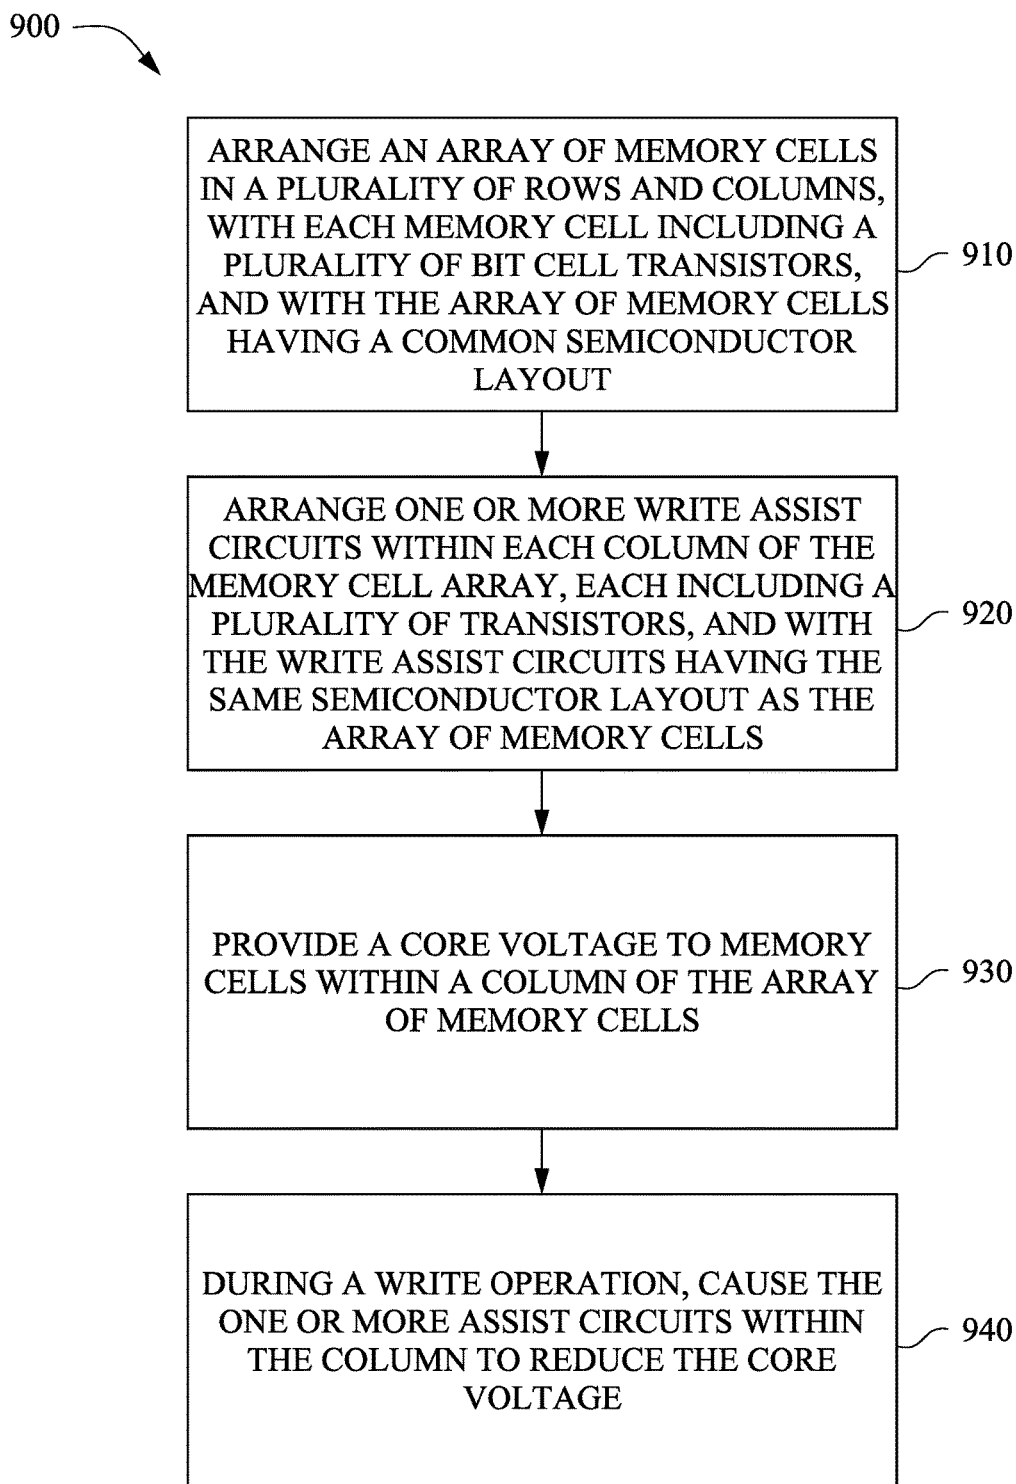 900
ARRANGE AN ARRAY OF MEMORY CELLS
IN A PLURALITY OF ROWS AND COLUMNS,
WITH EACH MEMORY CELL INCLUDING A
PLURALITY OF BIT CELL TRANSISTORS,
AND WITH THE ARRAY OF MEMORY CELLS
HAVING A COMMON SEMICONDUCTOR
LAYOUT
910
ARRANGE ONE OR MORE WRITE ASSIST
CIRCUITS WITHIN EACH COLUMN OF THE
MEMORY CELL ARRAY, EACH INCLUDING A
PLURALITY OF TRANSISTORS, AND WITH
THE WRITE ASSIST CIRCUITS HAVING THE
SAME SEMICONDUCTOR LAYOUT AS THE
ARRAY OF MEMORY CELLS
920
PROVIDE A CORE VOLTAGE TO MEMORY
CELLS WITHIN A COLUMN OF THE ARRAY
OF MEMORY CELLS
930
DURING A WRITE OPERATION, CAUSE THE
ONE OR MORE ASSIST CIRCUITS WITHIN
THE COLUMN TO REDUCE THE CORE
VOLTAGE
940